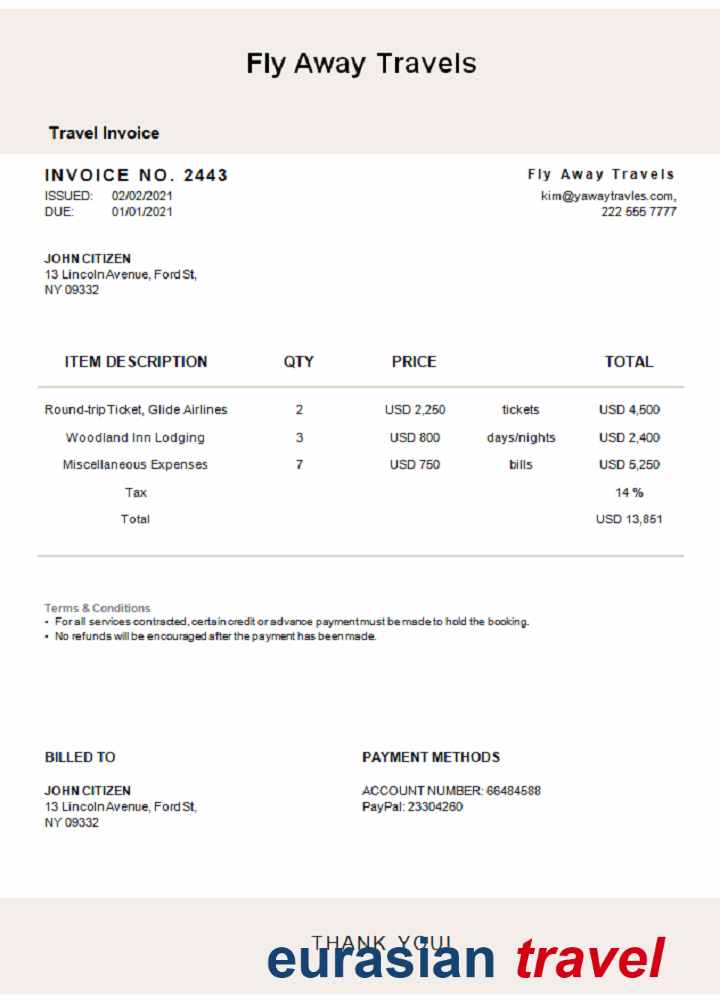 Fly Away Travels
Travel Invoice
INVOICE NO. 2443
ISSUED: 02/02/2021
DUE: 01/01/2021
Fly Away Travels
kim@yawaytravles.com,
222 555 7777
JOHN CITIZEN
13 Lincoln Avenue, Ford St,
NY 09332
ITEM DESCRIPTION QTY PRICE TOTAL
Round-trip Ticket, Glide Airlines 2 USD 2,250 tickets USD 4,500
Woodland Inn Lodging 3 USD 800 days/nights USD 2,400
Miscellaneous Expenses 7 USD 750 bills USD 5,250
Tax 14 %
Total USD 13,851
Terms & Conditions
• For all services contracted, certain credit or advance payment must be made to hold the booking.
• No refunds will be encouraged after the payment has been made.
BILLED TO
JOHN CITIZEN
13 Lincoln Avenue, Ford St,
NY 09332
PAYMENT METHODS
ACCOUNT NUMBER: 66484588
PayPal: 23304260
THANK YOU!
eurasian travel